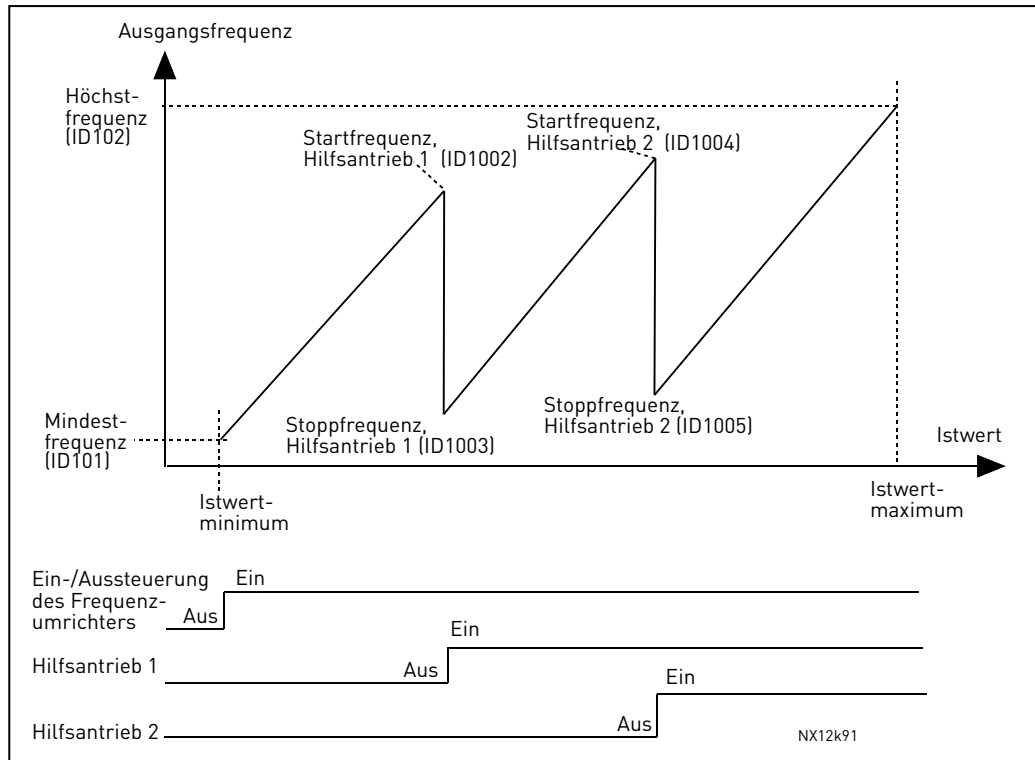 Ausgangsfrequenz
Höchst-
frequenz
(ID102)
Startfrequenz,
Hilfsantrieb 1 (ID1002)
Startfrequenz,
Hilfsantrieb 2 (ID1004)
Mindest-
frequenz
(ID101)
Stoppfrequenz,
Hilfsantrieb 1 (ID1003)
Stoppfrequenz,
Hilfsantrieb 2 (ID1005)
Istwert
Istwert-
minimum
Istwert-
maximum
Ein-/Aussteuerung
des Frequenz-
umrichters
Aus
Ein
Hilfsantrieb 1
Aus
Ein
Hilfsantrieb 2
Aus
Ein
NX12k91